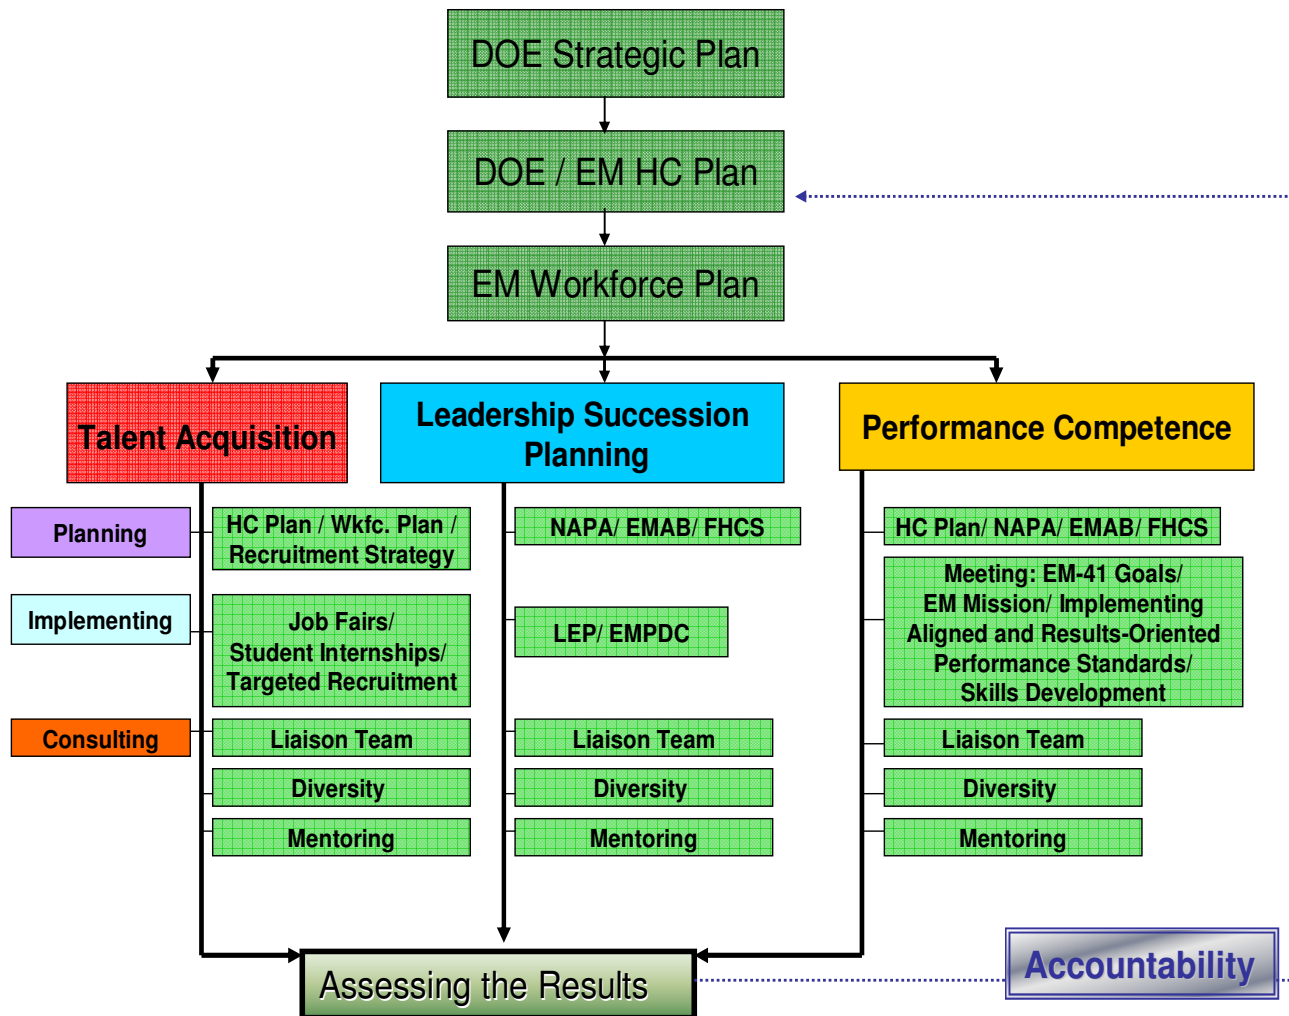 DOE Strategic Plan
DOE / EM HC Plan
EM Workforce Plan
Talent Acquisition
Leadership Succession
Planning
Performance Competence
Planning
HC Plan / Wkfc. Plan /
Recruitment Strategy
NAPA/ EMAB/ FHCS
HC Plan/ NAPA/ EMAB/ FHCS
Implementing
Job Fairs/
Student Internships/
Targeted Recruitment
LEP/ EMPDC
Meeting: EM-41 Goals/
EM Mission/ Implementing
Aligned and Results-Oriented
Performance Standards/
Skills Development
Consulting
Liaison Team
Liaison Team
Liaison Team
Diversity
Diversity
Diversity
Mentoring
Mentoring
Mentoring
Assessing the Results
Accountability